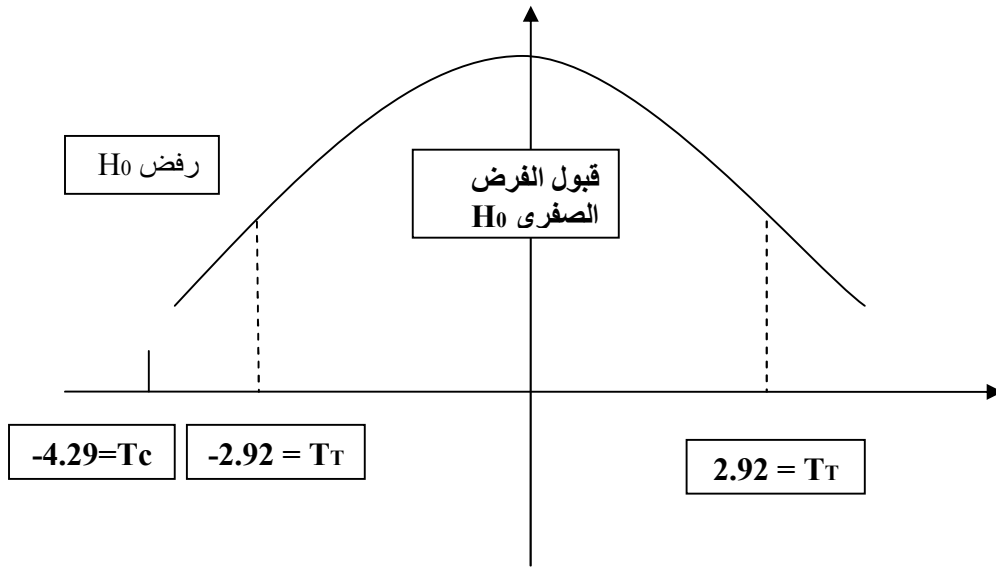 رفض H0
قبول الفرض
الصفرى H0
-4.29=Tc
-2.92 = TT
2.92 = TT